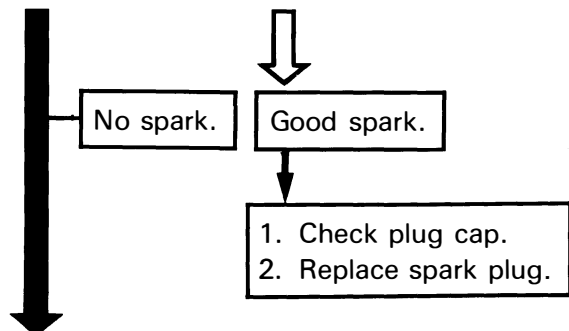 No spark.
Good spark.
1. Check plug cap.
2. Replace spark plug.